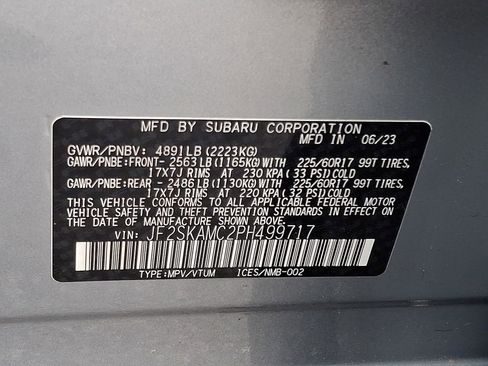 MFD. BY SUBARU CORPORATION
MFD IN 06/23
GVWR/PNBV: 4891LB(2223KG)
GAWR/PNBE:FRONT- 2563LB(1165KG)WITH 225/60R17 99T TIRES,
17X7J RIMS AT 230 KPA( 33 PSI)COLD
GAWR/PNBE:REAR - 2486LB(1130KG)WITH 225/60R17 99T TIRES,
17X7J RIMS AT 220 KPA( 32 PSI)COLD
THIS VEHICLE CONFORMS TO ALL APPLICABLE FEDERAL MOTOR
VEHICLE SAFETY AND THEFT PREVENTION STANDARDS IN EFFECT
ON THE DATE OF MANUFACTURE SHOWN ABOVE.
VIN: JF2SKAMC2PH499717
TYPE:MPV/VTUM ICES/NMB-002